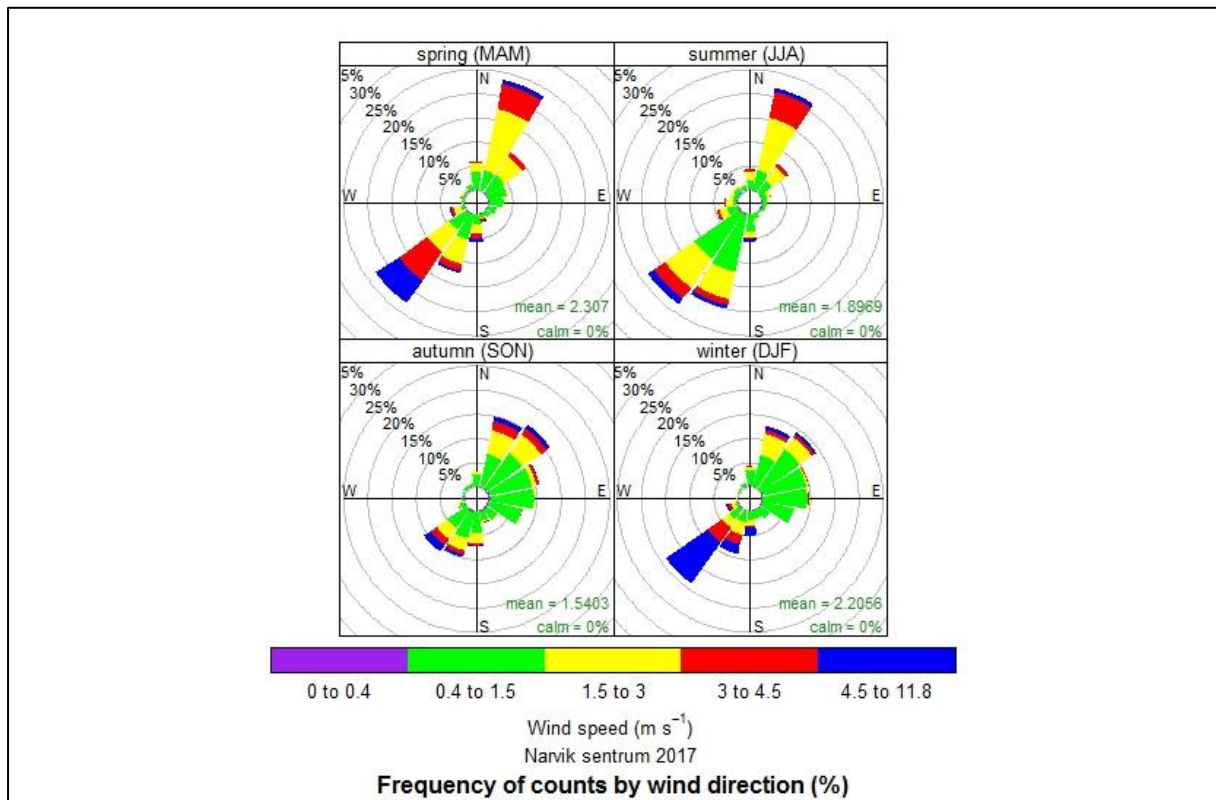 spring (MAM)
summer (JJA)
5%
30%
25%
20%
15%
10%
5%
N
W
E
S
mean = 2.307
calm = 0%
5%
30%
25%
20%
15%
10%
5%
N
W
E
S
mean = 1.8969
calm = 0%
autumn (SON)
winter (DJF)
5%
30%
25%
20%
15%
10%
5%
N
W
E
S
mean = 1.5403
calm = 0%
5%
30%
25%
20%
15%
10%
5%
N
W
E
S
mean = 2.2056
calm = 0%
0 to 0.4 0.4 to 1.5 1.5 to 3 3 to 4.5 4.5 to 11.8
Wind speed (m s⁻¹)
Narvik sentrum 2017
Frequency of counts by wind direction (%)